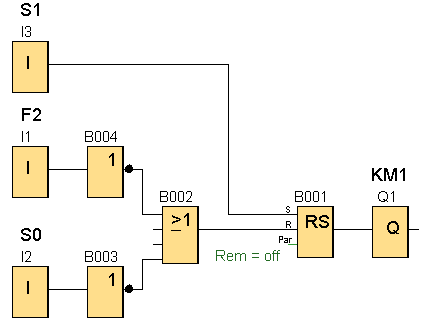 S1
I3
I
F2
I1
I
B004
1
S0
I2
I
B003
1
B002
≥1
B001
S
R
Par
RS
Rem = off
KM1
Q1
Q